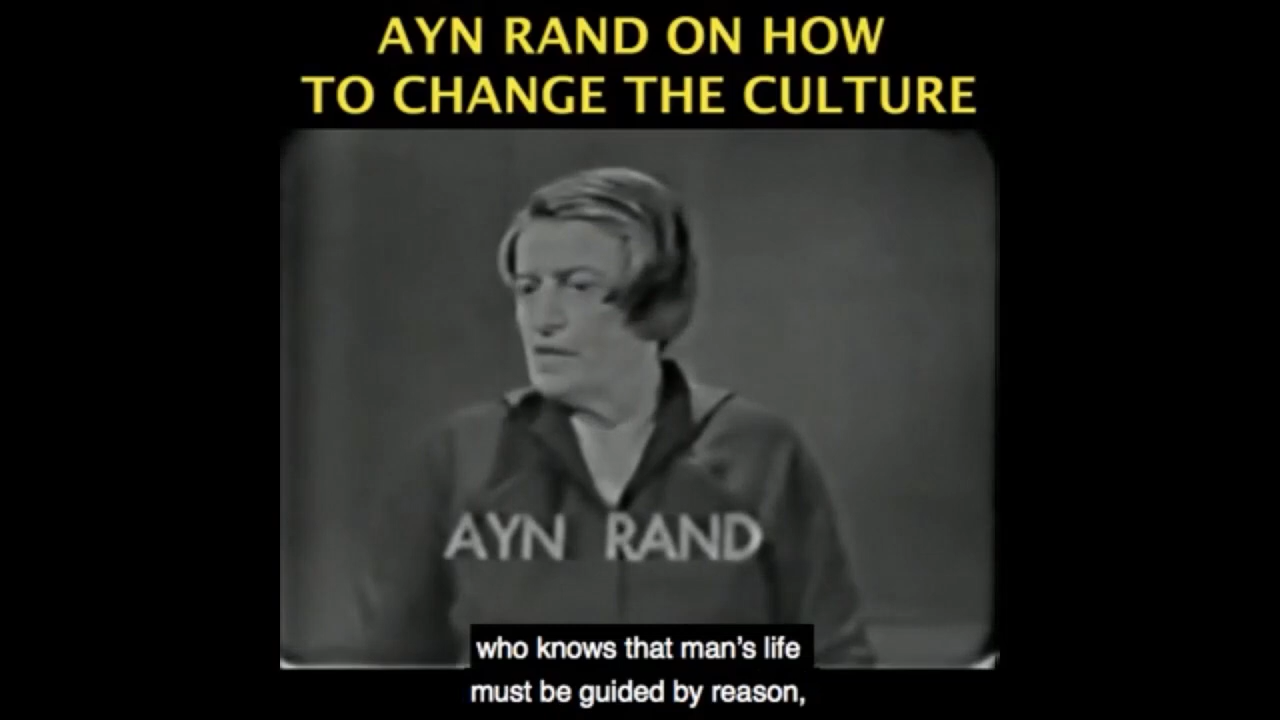 AYN RAND ON HOW
TO CHANGE THE CULTURE
AYN RAND
who knows that man's life
must be guided by reason,